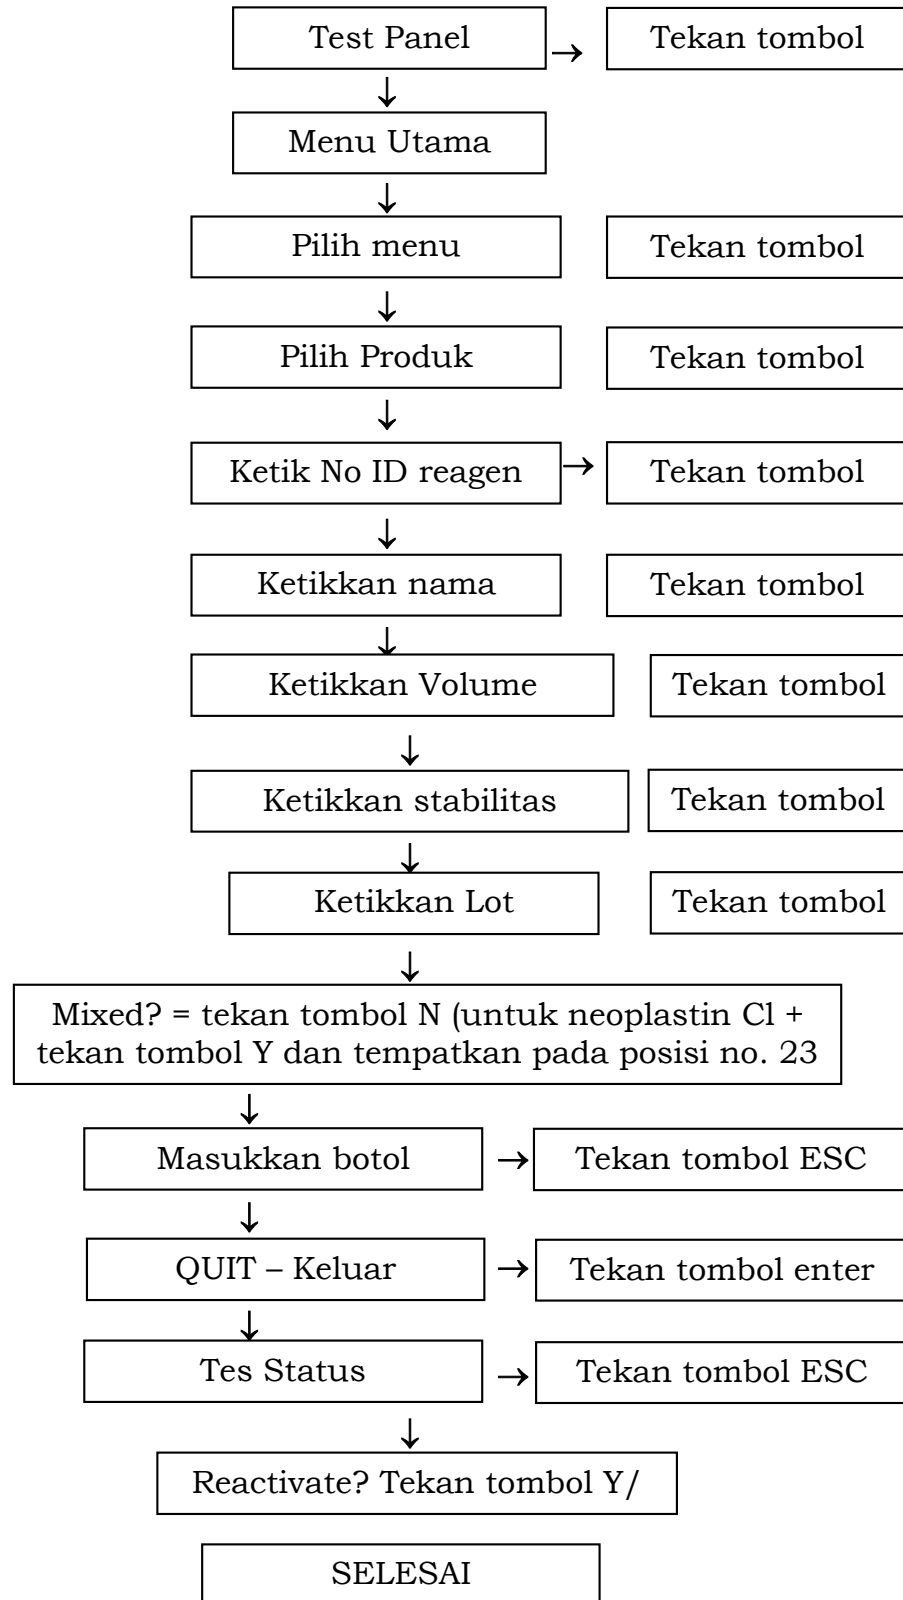 Test Panel
Tekan tombol
Menu Utama
Pilih menu
Tekan tombol
Pilih Produk
Tekan tombol
Ketik No ID reagen
Tekan tombol
Ketikkan nama
Tekan tombol
Ketikkan Volume
Tekan tombol
Ketikkan stabilitas
Tekan tombol
Ketikkan Lot
Tekan tombol
Mixed? = tekan tombol N (untuk neoplastin Cl +
tekan tombol Y dan tempatkan pada posisi no. 23
Masukkan botol
Tekan tombol ESC
QUIT – Keluar
Tekan tombol enter
Tes Status
Tekan tombol ESC
Reactivate? Tekan tombol Y/
SELESAI